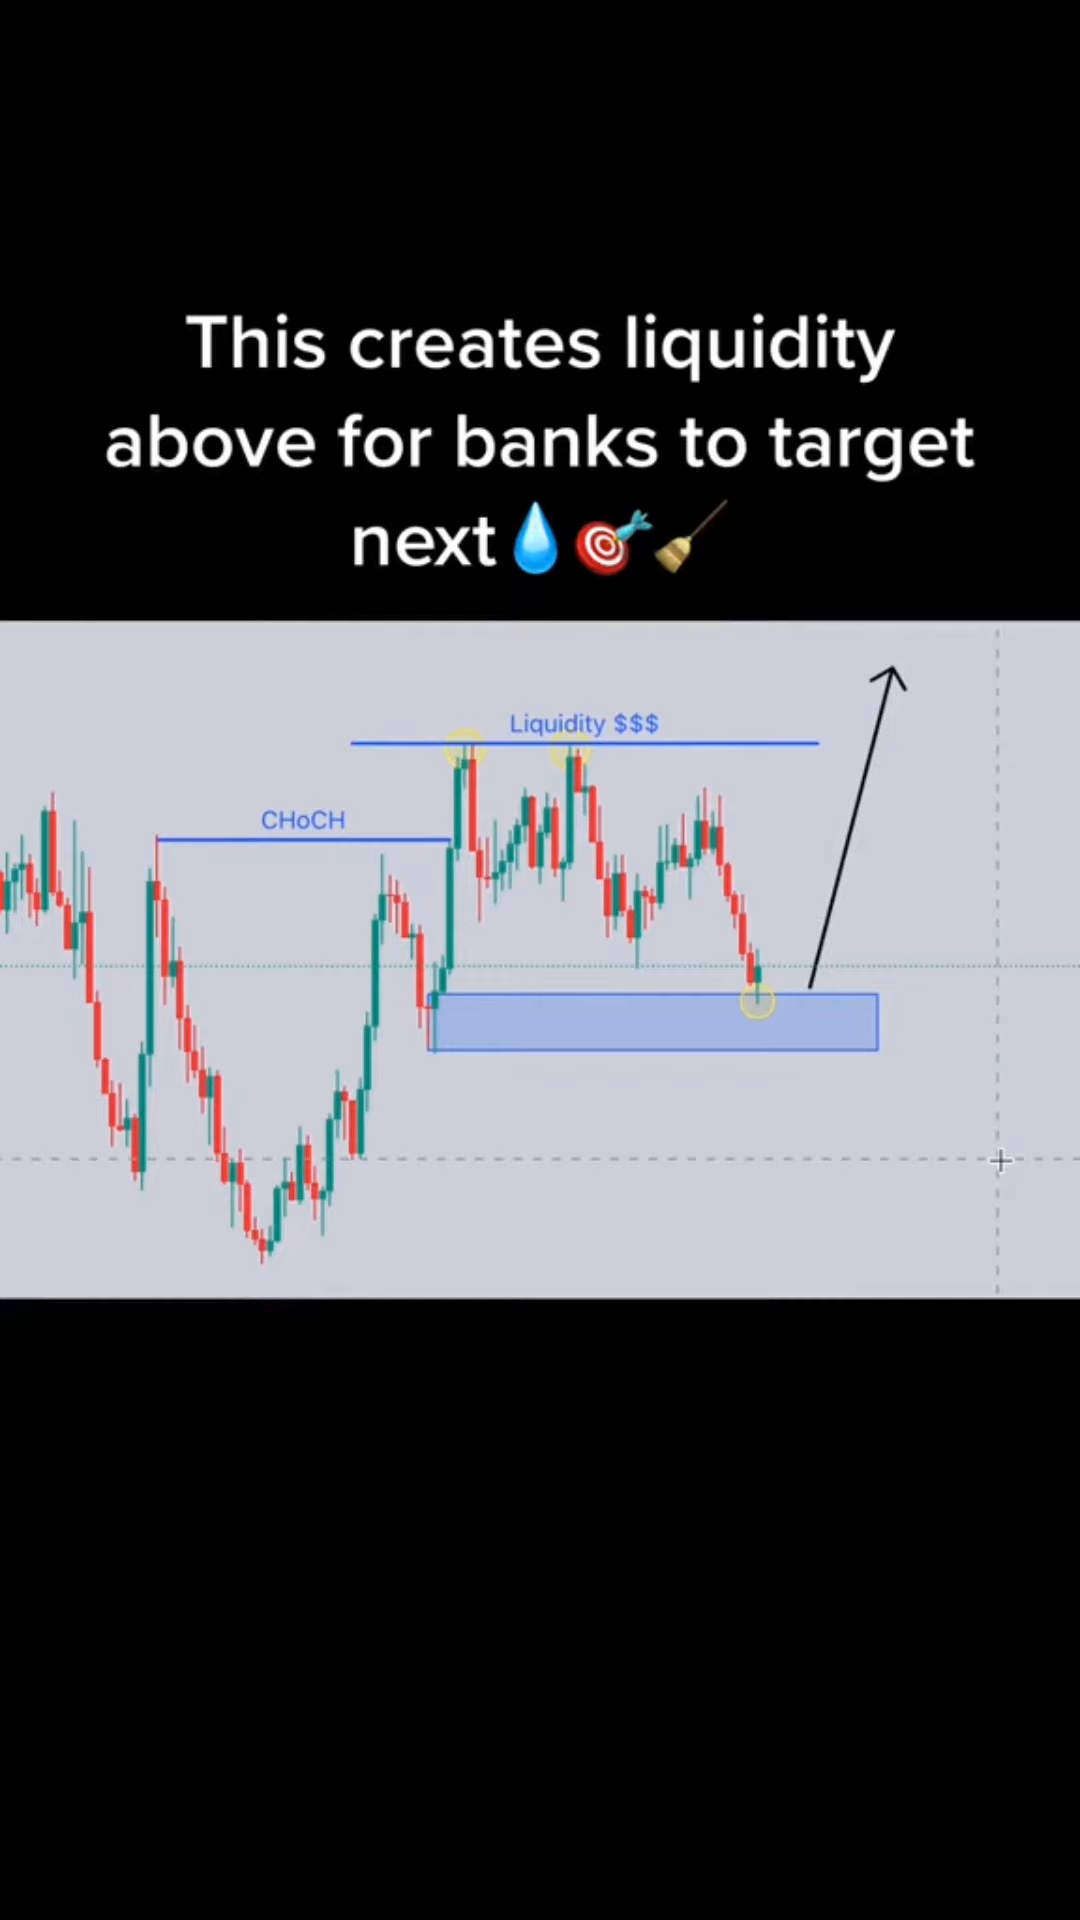 This creates liquidity
above for banks to target
next💧🎯🧹
Liquidity $$$
CHoCH